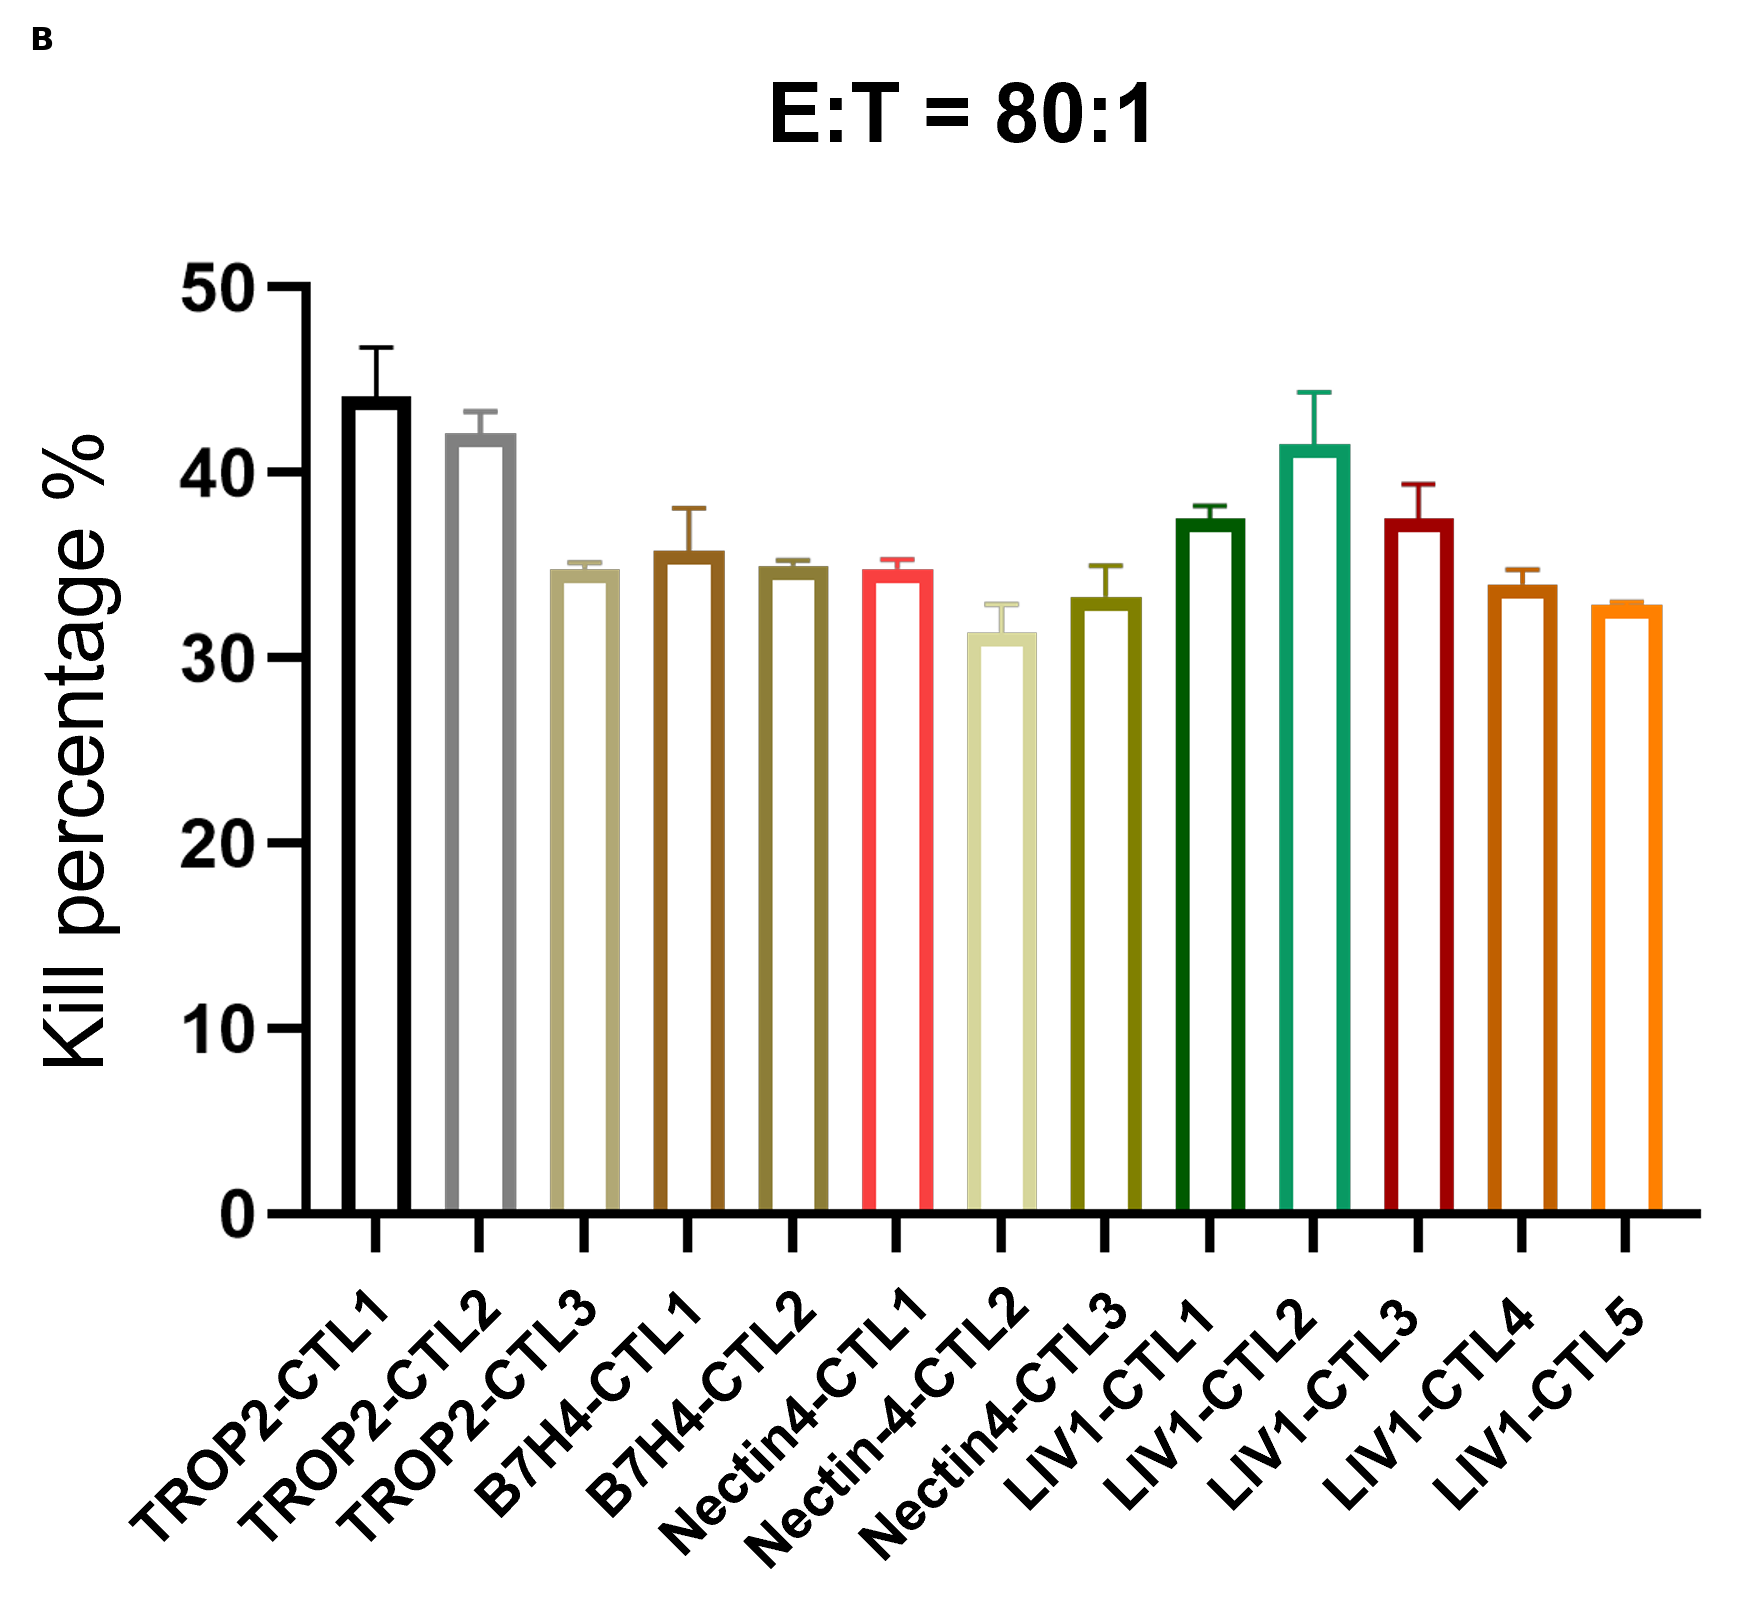 B
E:T = 80:1
Kill percentage %
50
40
30
20
10
0
TROP2-CTL1
TROP2-CTL2
TROP2-CTL3
B7H4-CTL1
B7H4-CTL2
Nectin4-CTL1
Nectin-4-CTL2
Nectin4-CTL3
LIV1-CTL1
LIV1-CTL2
LIV1-CTL3
LIV1-CTL4
LIV1-CTL5